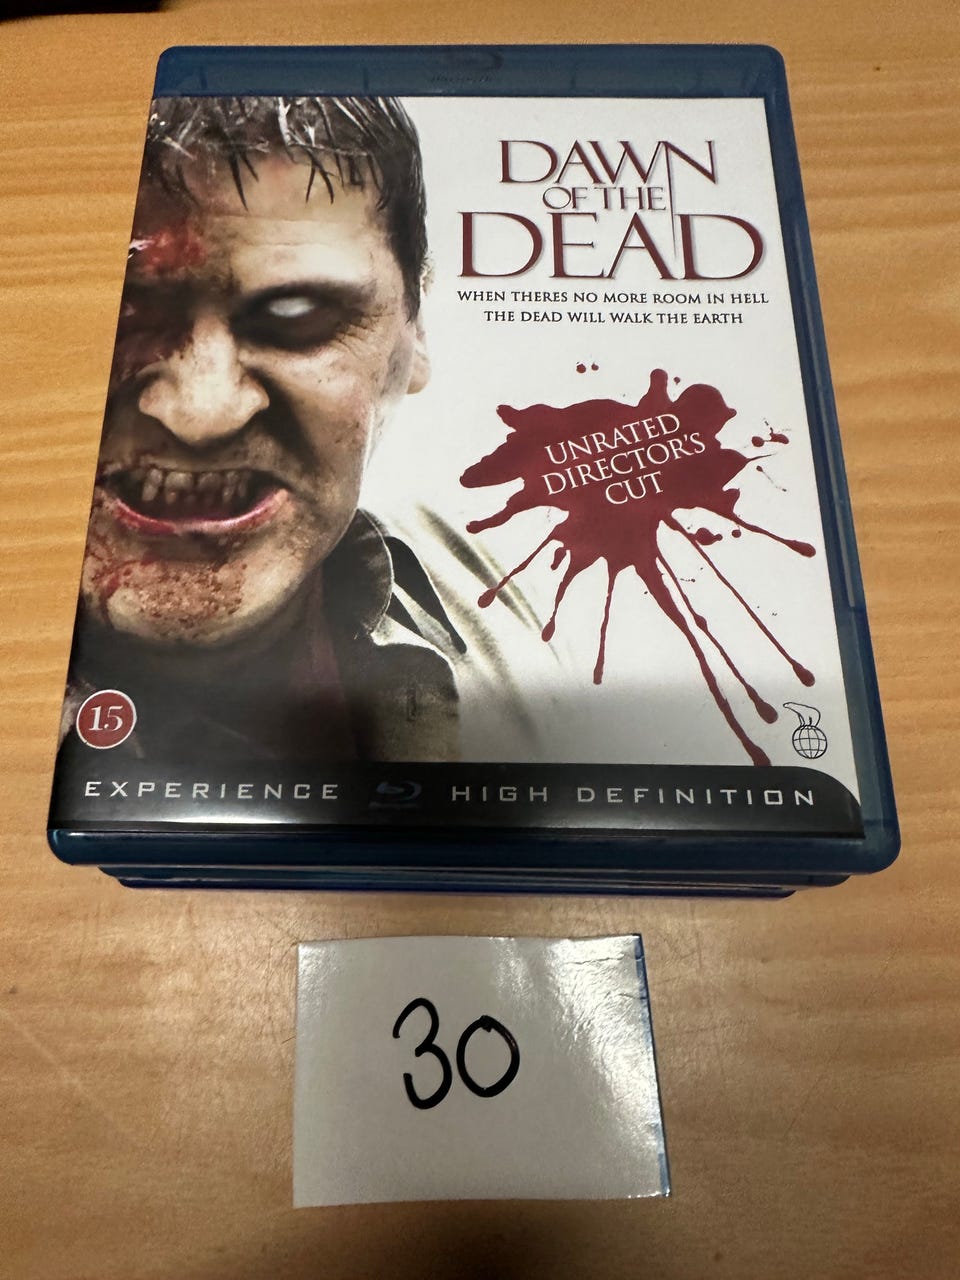 DAWN
OF THE
DEAD
WHEN THERES NO MORE ROOM IN HELL
THE DEAD WILL WALK THE EARTH
UNRATED
DIRECTOR'S
CUT
15
EXPERIENCE HIGH DEFINITION
30